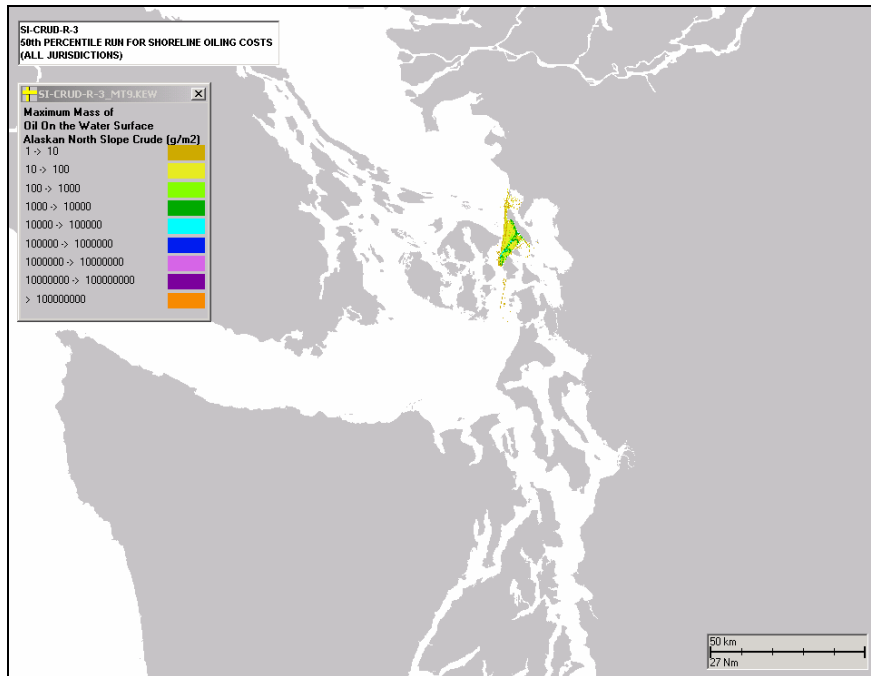 SI-CRUD-R-3
50th PERCENTILE RUN FOR SHORELINE OILING COSTS
(ALL JURISDICTIONS)
SI-CRUD-R-3_MT9.KEW
Maximum Mass of
Oil On the Water Surface
Alaskan North Slope Crude (g/m2)
1 -> 10
10 -> 100
100 -> 1000
1000 -> 10000
10000 -> 100000
100000 -> 1000000
1000000 -> 10000000
10000000 -> 100000000
> 100000000
50 km
27 Nm